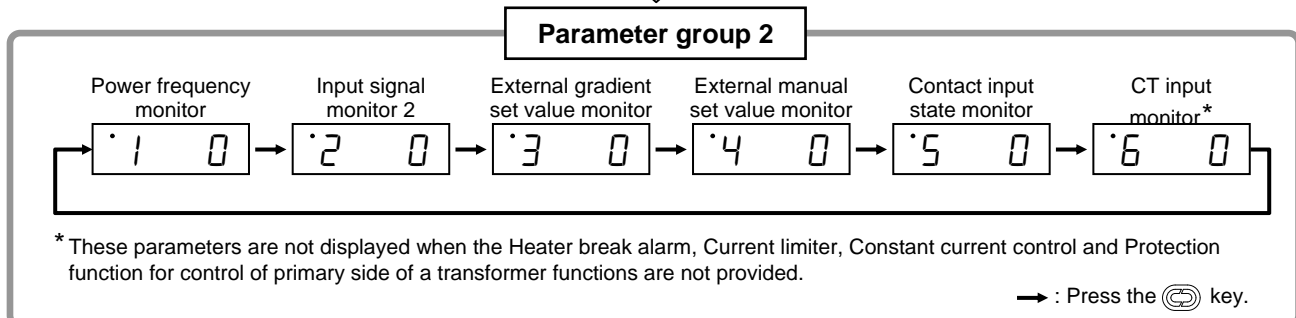 Parameter group 2
Power frequency
monitor
Input signal
monitor 2
External gradient
set value monitor
External manual
set value monitor
Contact input
state monitor
CT input
monitor*
˙1 0
˙2 0
˙3 0
˙4 0
˙5 0
˙6 0
* These parameters are not displayed when the Heater break alarm, Current limiter, Constant current control and Protection
function for control of primary side of a transformer functions are not provided.
: Press the key.